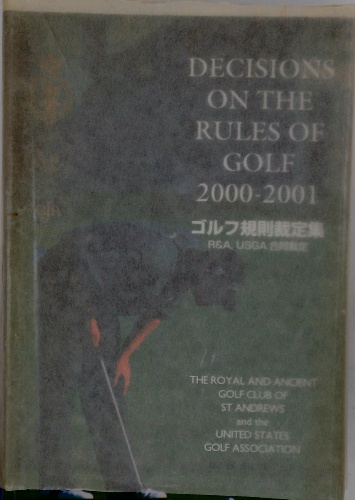 DECISIONS
ON THE
RULES OF
GOLF
2000-2001
ゴルフ規則裁定集
R&A, USGA 合同裁定
THE ROYAL AND ANCIENT
GOLF CLUB OF
ST ANDREWS
and the
UNITED STATES
GOLF ASSOCIATION